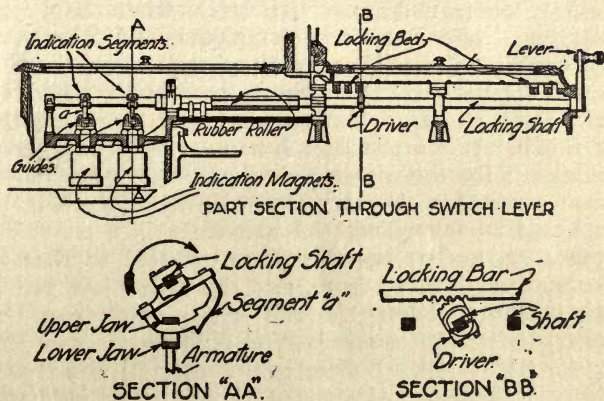 A
B
Indication Segments.
Locking Bed
Lever
a
Rubber Roller
Driver
Locking Shaft
Guides.
Indication Magnets.
A
B
PART SECTION THROUGH SWITCH LEVER
Locking Shaft
Segment "a"
Upper Jaw
Lower Jaw
Armature
SECTION "AA".
Locking Bar
Shaft
Driver.
SECTION "BB".